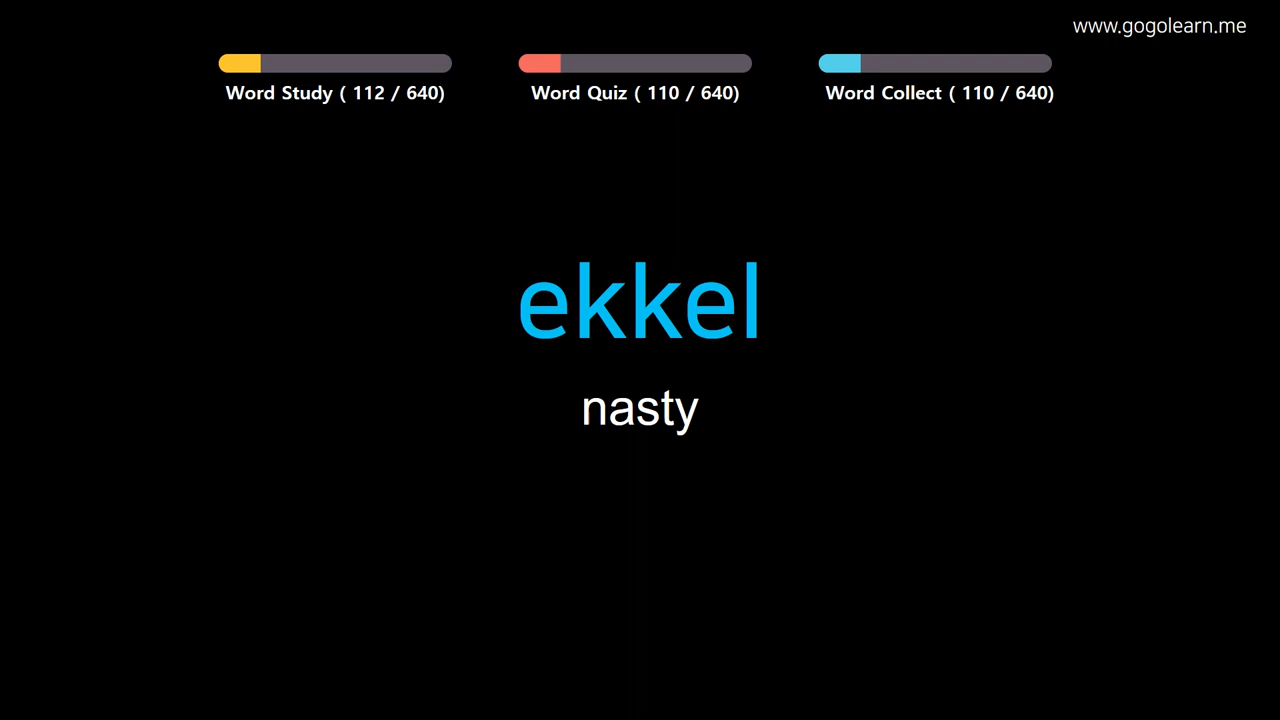 www.gogolearn.me
Word Study ( 112 / 640)
Word Quiz ( 110 / 640)
Word Collect ( 110 / 640)
ekkel
nasty